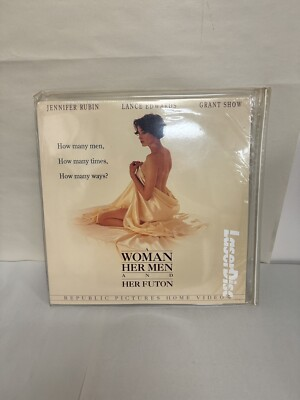 JENNIFER RUBIN LANCE EDWARDS GRANT SHOW
How many men,
How many times,
How many ways?
A
WOMAN
HER MEN
AND
HER FUTON
REPUBLIC PICTURES HOME VIDEO
LaserDisc